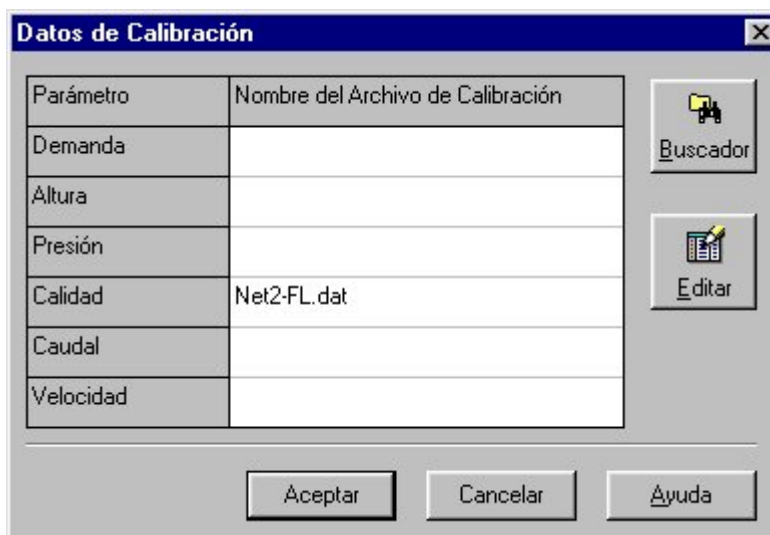 Datos de Calibración
Parámetro Nombre del Archivo de Calibración
Demanda
Altura
Presión
Calidad Net2-FL.dat
Caudal
Velocidad
Buscador
Editar
Aceptar Cancelar Ayuda